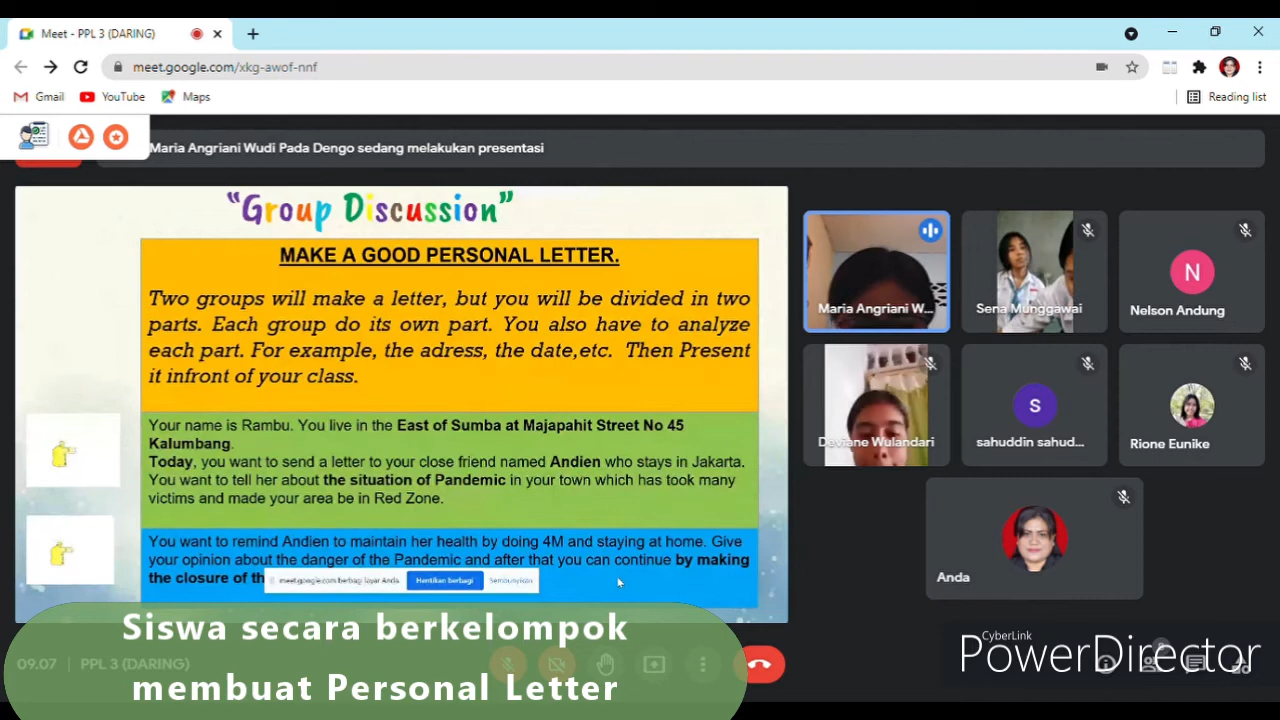 Meet - PPL 3 (DARING)
meet.google.com/xkg-awof-nnf
Gmail
YouTube
Maps
Reading list
Maria Angriani Wudi Pada Dengo sedang melakukan presentasi
"Group Discussion"
MAKE A GOOD PERSONAL LETTER.
Two groups will make a letter, but you will be divided in two
parts. Each group do its own part. You also have to analyze
each part. For example, the adress, the date,etc. Then Present
it infront of your class.
Your name is Rambu. You live in the East of Sumba at Majapahit Street No 45
Kalumbang.
Today, you want to send a letter to your close friend named Andien who stays in Jakarta.
You want to tell her about the situation of Pandemic in your town which has took many
victims and made your area be in Red Zone.
You want to remind Andien to maintain her health by doing 4M and staying at home. Give
your opinion about the danger of the Pandemic and after that you can continue by making
the closure of th
meet.google.com berbagi layar Anda
Hentikan berbagi
Sembunyikan
Maria Angriani W...
Sena Munggawai
N
Nelson Andung
Deviane Wulandari
S
sahuddin sahud...
Rione Eunike
Anda
Siswa secara berkelompok
membuat Personal Letter
09.07 | PPL 3 (DARING)
CyberLink
PowerDirector